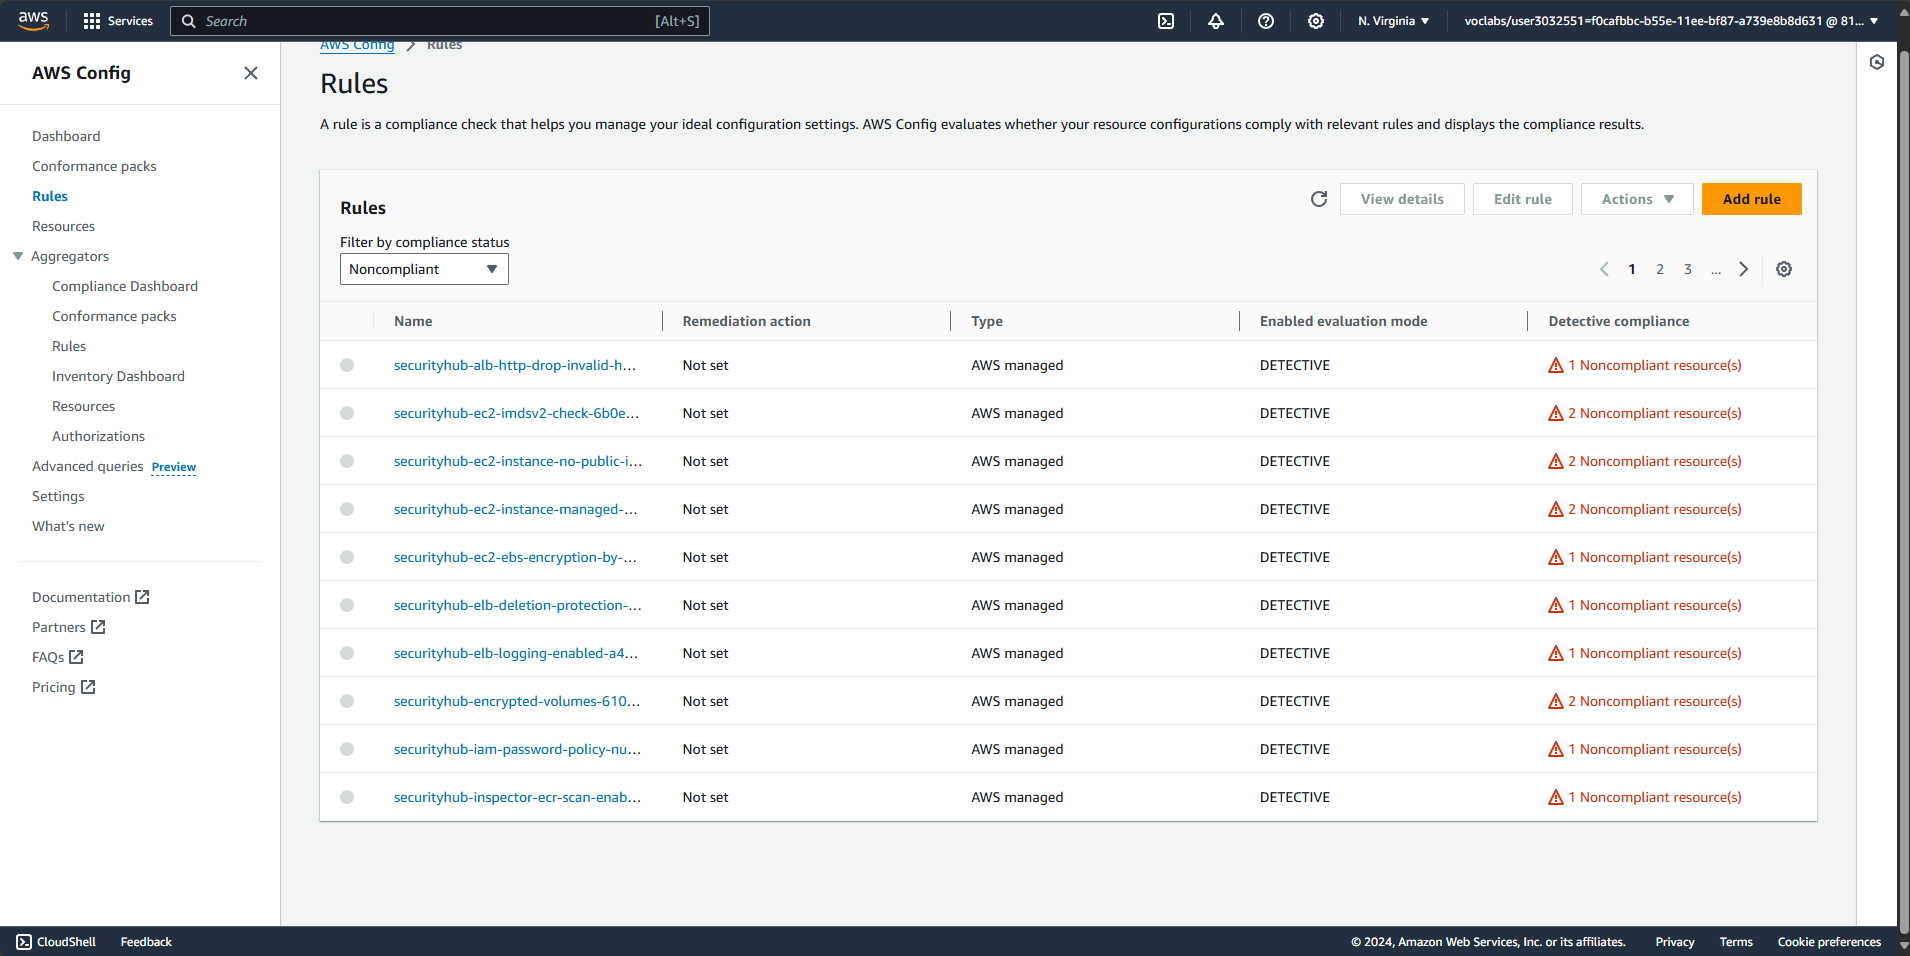 aws
Services
Search
[Alt+S]
N. Virginia
voclabs/user3032551=f0cafbbc-b55e-11ee-bf87-a739e8b8d631 @ 81...
AWS Config
Dashboard
Conformance packs
Rules
Resources
Aggregators
Compliance Dashboard
Conformance packs
Rules
Inventory Dashboard
Resources
Authorizations
Advanced queries Preview
Settings
What's new
Documentation
Partners
FAQs
Pricing
AWS Config Rules
Rules
A rule is a compliance check that helps you manage your ideal configuration settings. AWS Config evaluates whether your resource configurations comply with relevant rules and displays the compliance results.
Rules
View details
Edit rule
Actions
Add rule
Filter by compliance status
Noncompliant
1 2 3 ...
Name Remediation action Type Enabled evaluation mode Detective compliance
securityhub-alb-http-drop-invalid-h... Not set AWS managed DETECTIVE 1 Noncompliant resource(s)
securityhub-ec2-imdsv2-check-6b0e... Not set AWS managed DETECTIVE 2 Noncompliant resource(s)
securityhub-ec2-instance-no-public-i... Not set AWS managed DETECTIVE 2 Noncompliant resource(s)
securityhub-ec2-instance-managed-... Not set AWS managed DETECTIVE 2 Noncompliant resource(s)
securityhub-ec2-ebs-encryption-by-... Not set AWS managed DETECTIVE 1 Noncompliant resource(s)
securityhub-elb-deletion-protection-... Not set AWS managed DETECTIVE 1 Noncompliant resource(s)
securityhub-elb-logging-enabled-a4... Not set AWS managed DETECTIVE 1 Noncompliant resource(s)
securityhub-encrypted-volumes-610... Not set AWS managed DETECTIVE 2 Noncompliant resource(s)
securityhub-iam-password-policy-nu... Not set AWS managed DETECTIVE 1 Noncompliant resource(s)
securityhub-inspector-ecr-scan-enab... Not set AWS managed DETECTIVE 1 Noncompliant resource(s)
CloudShell Feedback
© 2024, Amazon Web Services, Inc. or its affiliates. Privacy Terms Cookie preferences